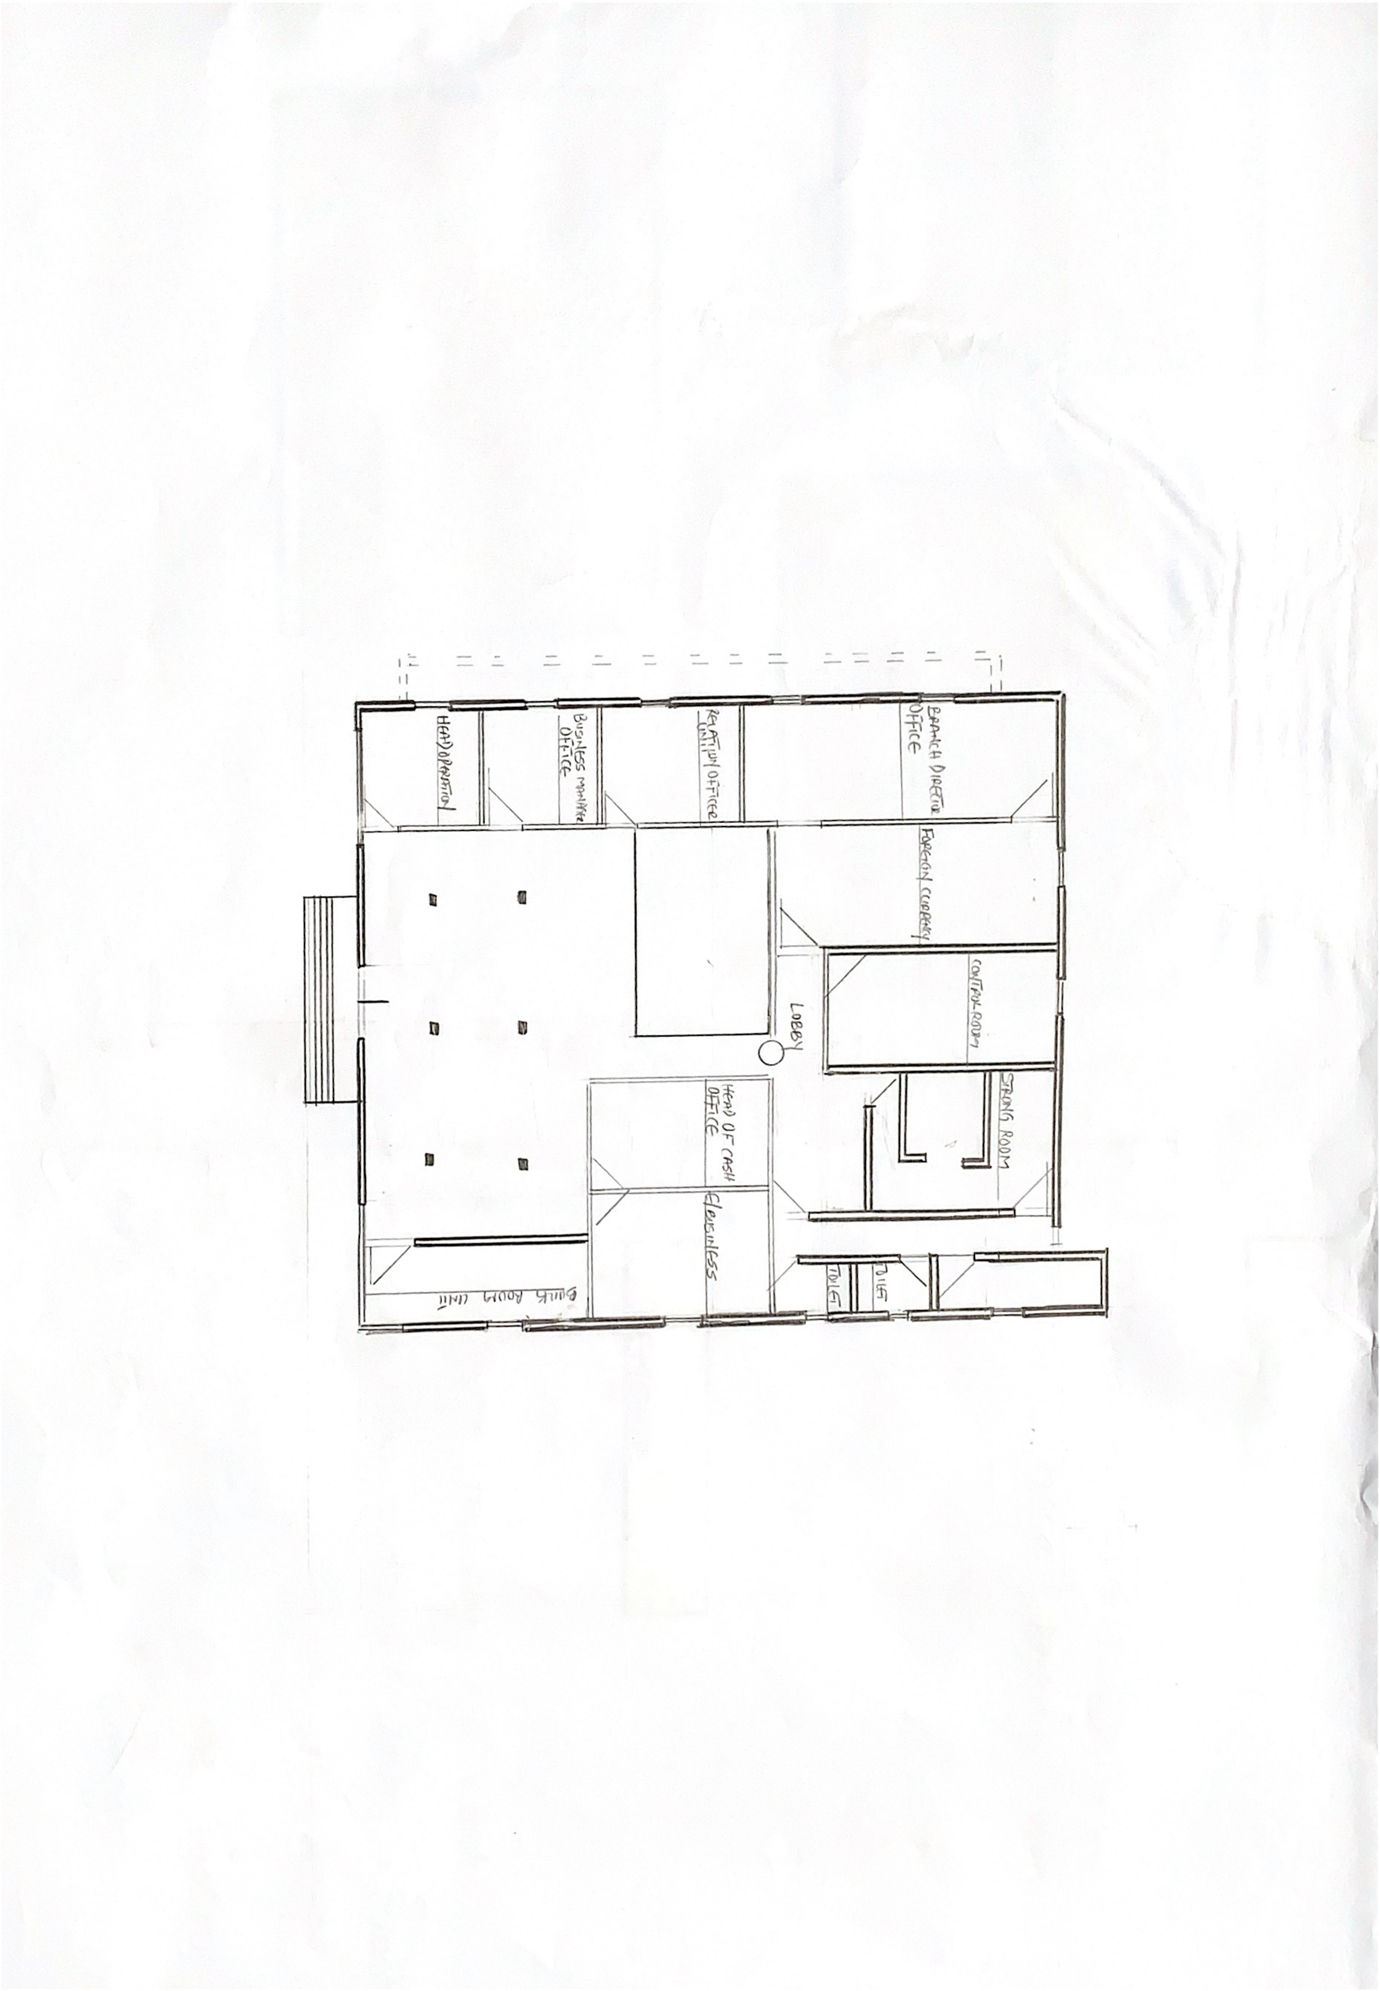 HEAD OPERATION
BUSINESS MANAGER
OFFICE
RELATION OFFICER
UNIT
BRANCH DIRECTOR
OFFICE
FOREIGN CURRENCY
CONTROL ROOM
LOBBY
STRONG ROOM
HEAD OF CASH
OFFICE
E/BUSINESS
TOILET
TOILET
BULK ROOM UNIT